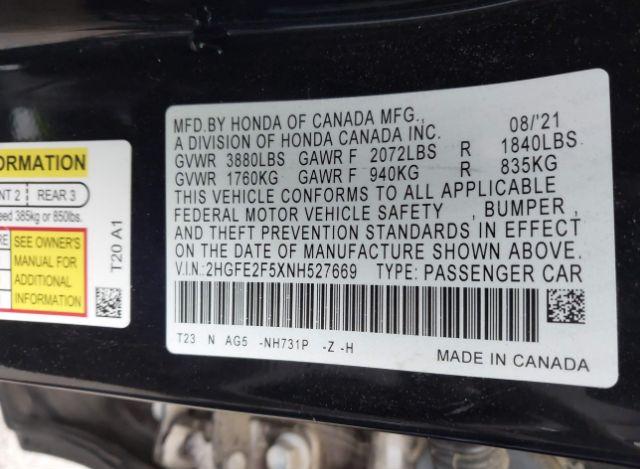 ORMATION
NT 2 REAR 3
eed 385kg or 850lbs.
RE SEE OWNER'S
MANUAL FOR
ADDITIONAL
INFORMATION
T20 A1
MFD.BY HONDA OF CANADA MFG., 08/'21
A DIVISION OF HONDA CANADA INC.
GVWR 3880LBS GAWR F 2072LBS R 1840LBS
GVWR 1760KG GAWR F 940KG R 835KG
THIS VEHICLE CONFORMS TO ALL APPLICABLE
FEDERAL MOTOR VEHICLE SAFETY , BUMPER ,
AND THEFT PREVENTION STANDARDS IN EFFECT
ON THE DATE OF MANUFACTURE SHOWN ABOVE.
V.I.N.:2HGFE2F5XNH527669 TYPE: PASSENGER CAR
T23 N AG5 -NH731P -Z -H
MADE IN CANADA